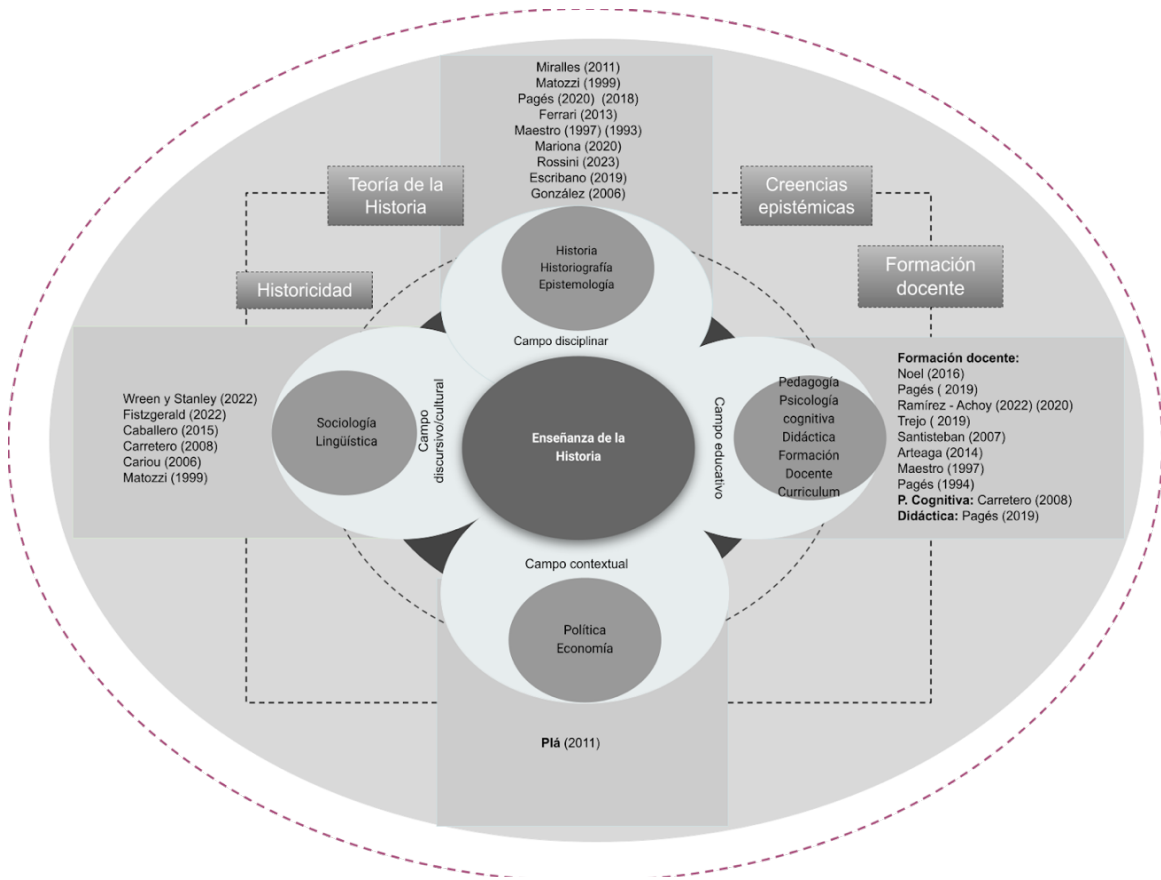 Miralles (2011)
Matozzi (1999)
Pagés (2020) (2018)
Ferrari (2013)
Maestro (1997) (1993)
Mariona (2020)
Rossini (2023)
Escribano (2019)
González (2006)
Teoría de la
Historia
Creencias
epistémicas
Historicidad
Formación
docente
Historia
Historiografía
Epistemología
Campo disciplinar
Wreen y Stanley (2022)
Fistzgerald (2022)
Caballero (2015)
Carretero (2008)
Cariou (2006)
Matozzi (1999)
Sociología
Lingüística
Campo
discursivo/cultural
Enseñanza de la
Historia
Campo educativo
Pedagogía
Psicología
cognitiva
Didáctica
Formación
Docente
Curriculum
Formación docente:
Noel (2016)
Pagés ( 2019)
Ramírez - Achoy (2022) (2020)
Trejo ( 2019)
Santisteban (2007)
Arteaga (2014)
Maestro (1997)
Pagés (1994)
P. Cognitiva: Carretero (2008)
Didáctica: Pagés (2019)
Campo contextual
Política
Economía
Plá (2011)